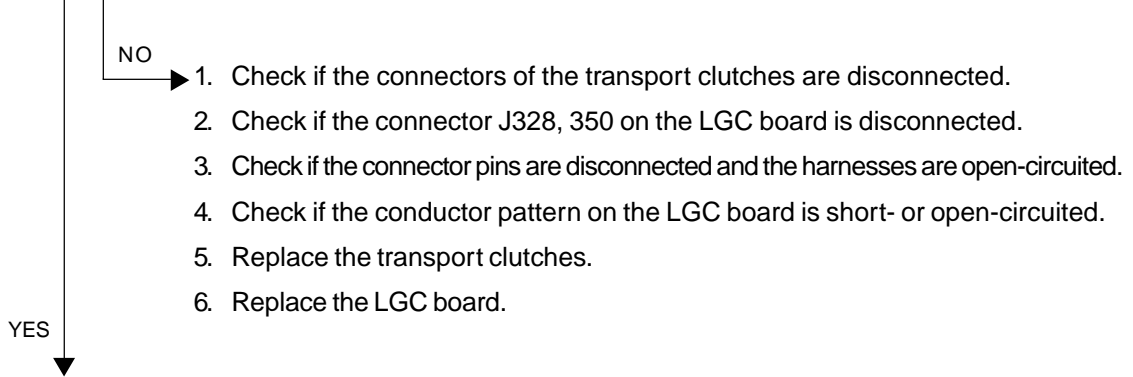 NO
1. Check if the connectors of the transport clutches are disconnected.
2. Check if the connector J328, 350 on the LGC board is disconnected.
3. Check if the connector pins are disconnected and the harnesses are open-circuited.
4. Check if the conductor pattern on the LGC board is short- or open-circuited.
5. Replace the transport clutches.
6. Replace the LGC board.
YES